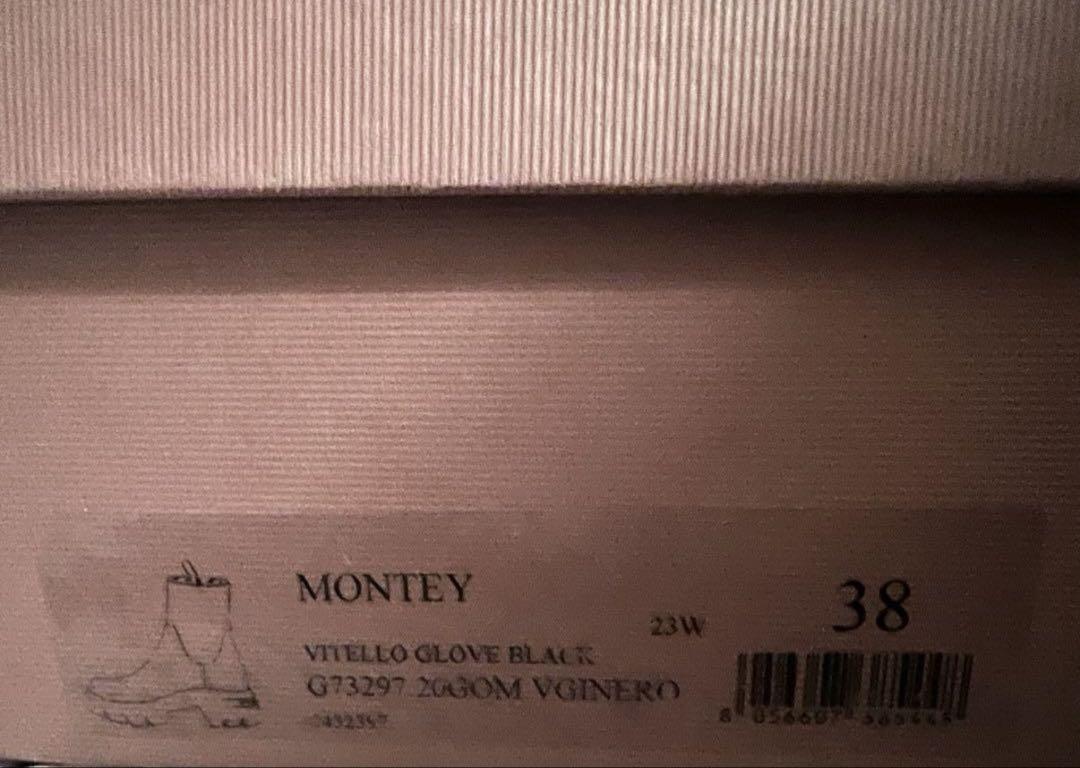 MONTEY
23W
38
VITELLO GLOVE BLACK
G73297 20GOM VGINERO